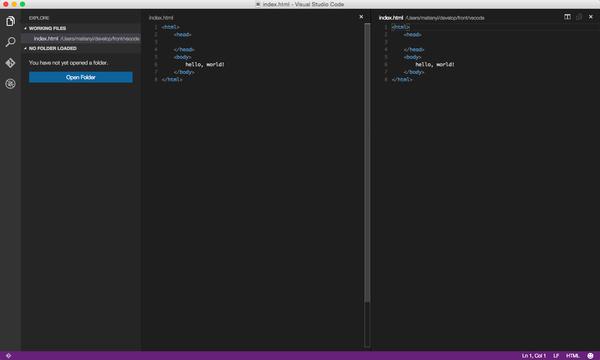 index.html - Visual Studio Code
EXPLORE
WORKING FILES
index.html /Users/maitanyi/develop/front/vscode
NO FOLDER LOADED
You have not yet opened a folder.
Open Folder
index.html
1 <html>
2 <head>
3
4 </head>
5 <body>
6 hello, world!
7 </body>
8 </html>
index.html /Users/maitanyi/develop/front/vscode
1 <html>
2 <head>
3
4 </head>
5 <body>
6 hello, world!
7 </body>
8 </html>
Ln 1, Col 1 LF HTML